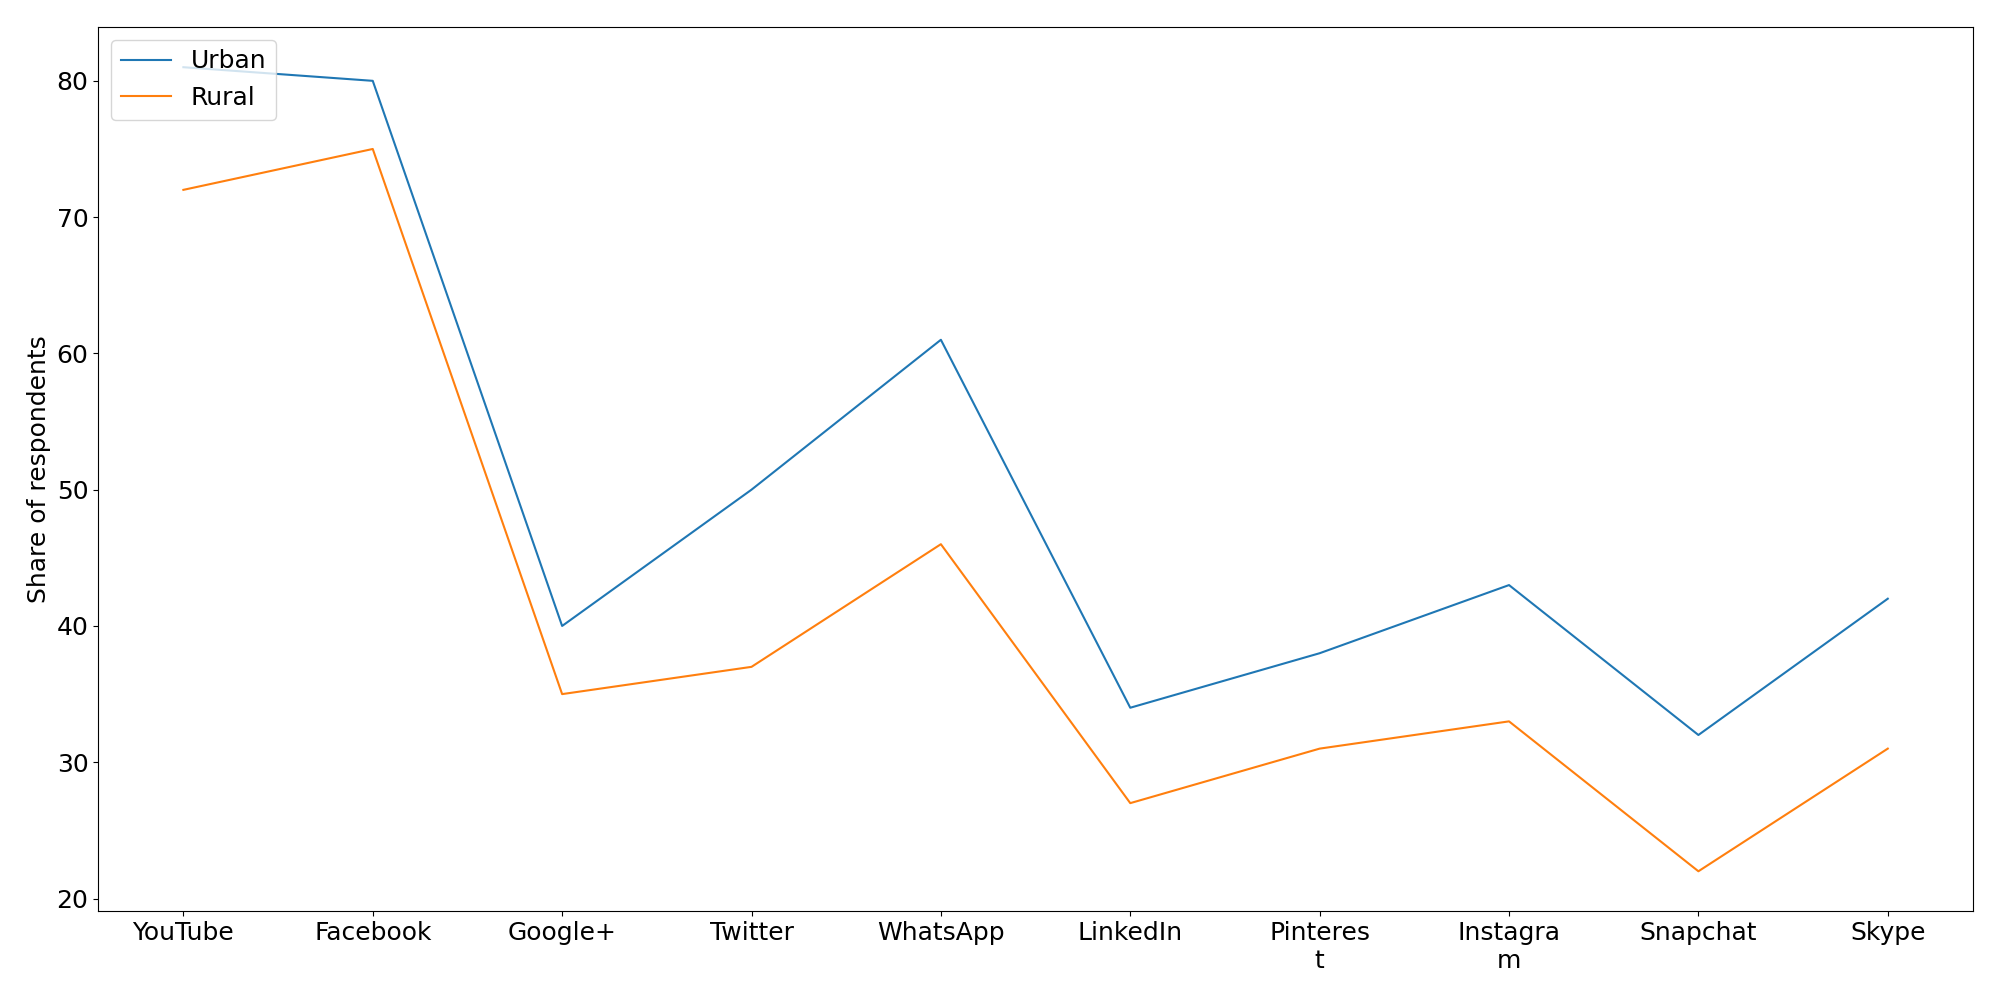 Urban
Rural
Share of respondents
80
70
60
50
40
30
20
YouTube
Facebook
Google+
Twitter
WhatsApp
LinkedIn
Pinteres
t
Instagra
m
Snapchat
Skype